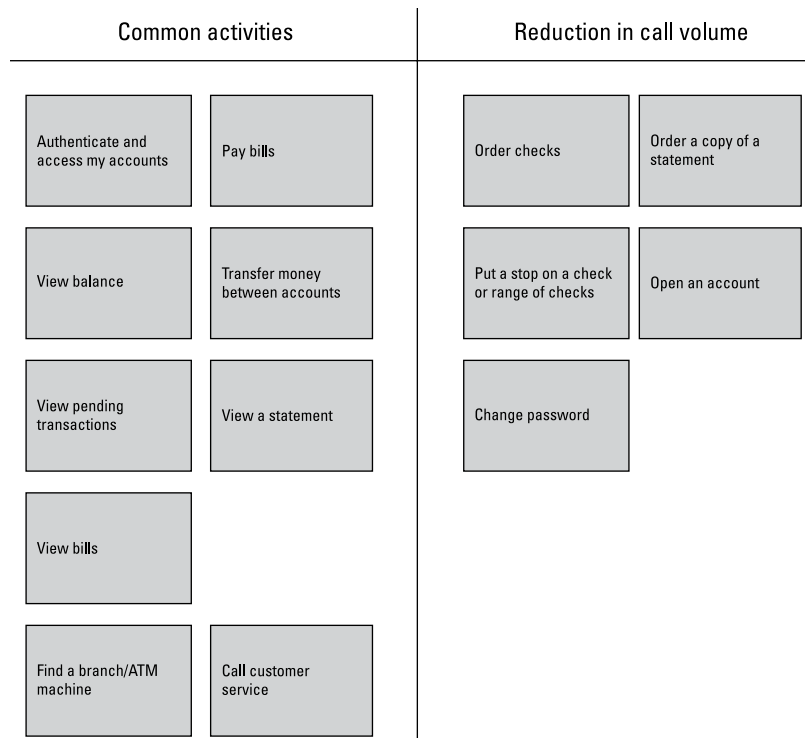 Common activities
Reduction in call volume
Authenticate and
access my accounts
Pay bills
Order checks
Order a copy of a
statement
View balance
Transfer money
between accounts
Put a stop on a check
or range of checks
Open an account
View pending
transactions
View a statement
Change password
View bills
Find a branch/ATM
machine
Call customer
service